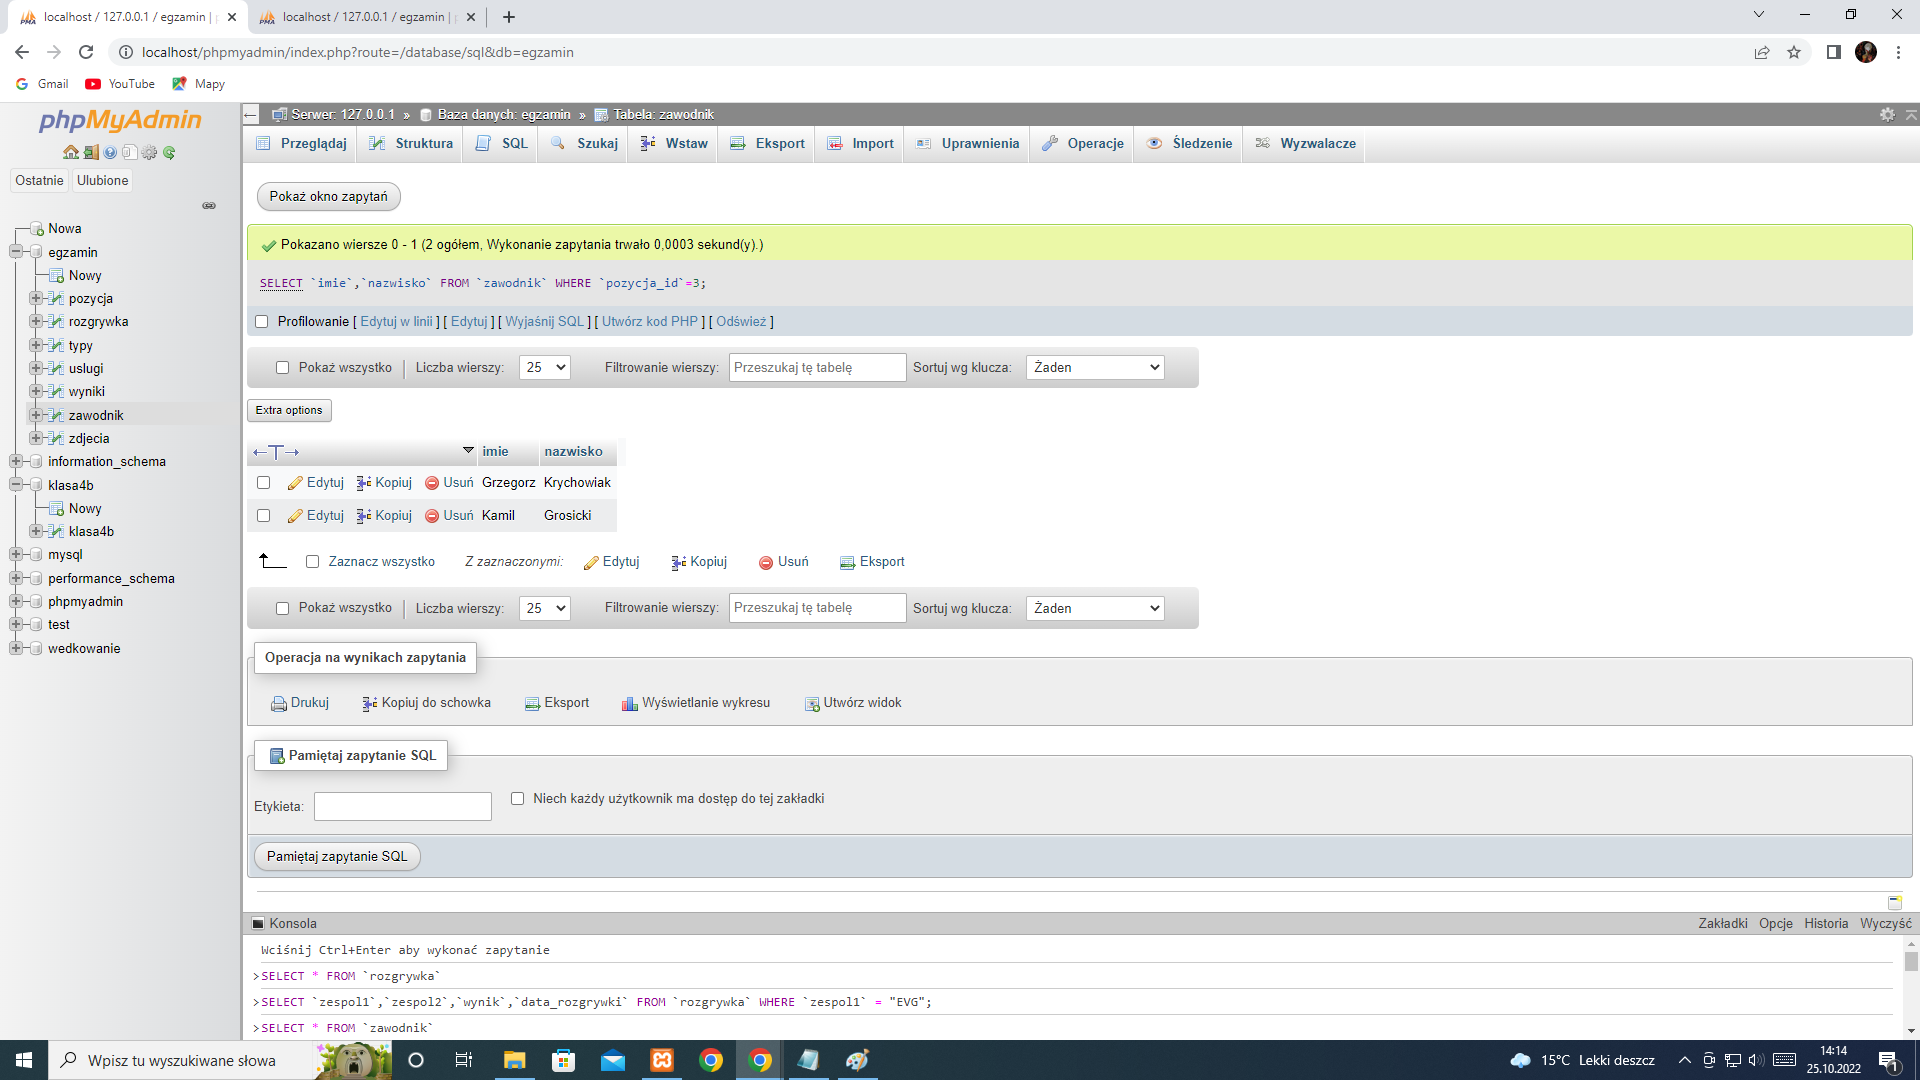 localhost / 127.0.0.1 / egzamin |
localhost / 127.0.0.1 / egzamin |
localhost/phpmyadmin/index.php?route=/database/sql&db=egzamin
Gmail YouTube Mapy
phpMyAdmin
Ostatnie Ulubione
Nowa
egzamin
Nowy
pozycja
rozgrywka
typy
uslugi
wyniki
zawodnik
zdjecia
information_schema
klasa4b
Nowy
klasa4b
mysql
performance_schema
phpmyadmin
test
wedkowanie
Serwer: 127.0.0.1 » Baza danych: egzamin » Tabela: zawodnik
Przeglądaj Struktura SQL Szukaj Wstaw Eksport Import Uprawnienia Operacje Śledzenie Wyzwalacze
Pokaż okno zapytań
Pokazano wiersze 0 - 1 (2 ogółem, Wykonanie zapytania trwało 0,0003 sekund(y).)
SELECT `imie`,`nazwisko` FROM `zawodnik` WHERE `pozycja_id`=3;
Profilowanie [ Edytuj w linii ] [ Edytuj ] [ Wyjaśnij SQL ] [ Utwórz kod PHP ] [ Odśwież ]
Pokaż wszystko | Liczba wierszy: 25 Filtrowanie wierszy: Przeszukaj tę tabelę Sortuj wg klucza: Żaden
Extra options
←T→ imie nazwisko
Edytuj Kopiuj Usuń Grzegorz Krychowiak
Edytuj Kopiuj Usuń Kamil Grosicki
Zaznacz wszystko Z zaznaczonymi: Edytuj Kopiuj Usuń Eksport
Pokaż wszystko | Liczba wierszy: 25 Filtrowanie wierszy: Przeszukaj tę tabelę Sortuj wg klucza: Żaden
Operacja na wynikach zapytania
Drukuj Kopiuj do schowka Eksport Wyświetlanie wykresu Utwórz widok
Pamiętaj zapytanie SQL
Etykieta: Niech każdy użytkownik ma dostęp do tej zakładki
Pamiętaj zapytanie SQL
Konsola Zakładki Opcje Historia Wyczyść
Wciśnij Ctrl+Enter aby wykonać zapytanie
>SELECT * FROM `rozgrywka`
>SELECT `zespol1`,`zespol2`,`wynik`,`data_rozgrywki` FROM `rozgrywka` WHERE `zespol1` = "EVG";
>SELECT * FROM `zawodnik`
Wpisz tu wyszukiwane słowa
15°C Lekki deszcz
14:14
25.10.2022
1